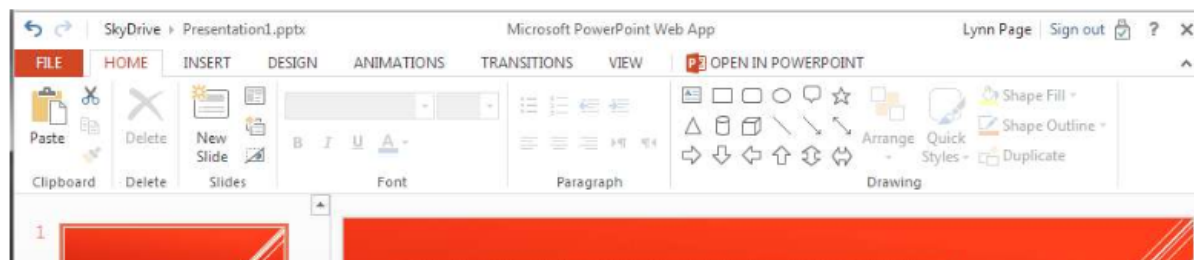 SkyDrive ▸ Presentation1.pptx Microsoft PowerPoint Web App Lynn Page Sign out ? X
FILE HOME INSERT DESIGN ANIMATIONS TRANSITIONS VIEW OPEN IN POWERPOINT
Paste Delete New Slide B I U A Arrange Quick Styles Shape Fill
Shape Outline
Duplicate
Clipboard Delete Slides Font Paragraph Drawing
1